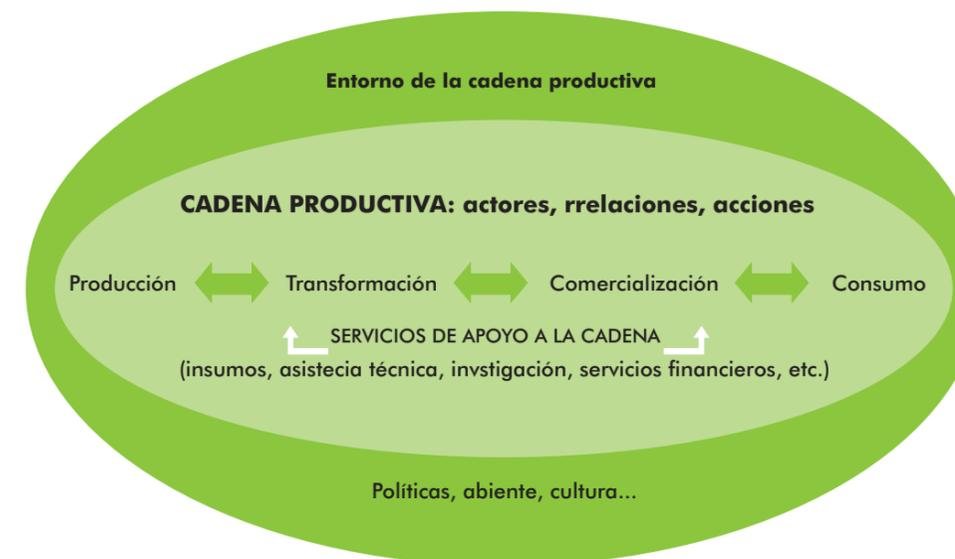 Entorno de la cadena productiva
CADENA PRODUCTIVA: actores, rrelaciones, acciones
Producción Transformación Comercialización Consumo
SERVICIOS DE APOYO A LA CADENA
(insumos, asistecia técnica, invstigación, servicios financieros, etc.)
Políticas, abiente, cultura...